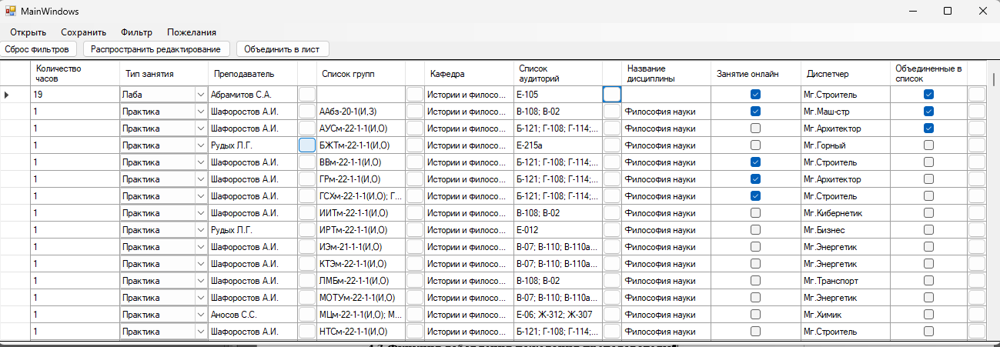 MainWindows
Открыть Сохранить Фильтр Пожелания
Сброс фильтров Распространить редактирование Объединить в лист
Количество часов Тип занятия Преподаватель Список групп Кафедра Список аудиторий Название дисциплины Занятие онлайн Диспетчер Объединенные в список
19 Лаба Абрамитов С.А. Истории и филосо... Е-105 Мг.Строитель
1 Практика Шафоростов А.И. ААбз-20-1(И,З) Истории и филосо... В-108; В-02 Философия науки Мг.Маш-стр
1 Практика Шафоростов А.И. АУСм-22-1-1(И,О) Истории и филосо... Б-121; Г-108; Г-114;... Философия науки Мг.Архитектор
1 Практика Рудых Л.Г. БЖТм-22-1-1(И,О) Истории и филосо... Е-215а Философия науки Мг.Горный
1 Практика Шафоростов А.И. ВВм-22-1-1(И,О) Истории и филосо... Б-121; Г-108; Г-114;... Философия науки Мг.Строитель
1 Практика Шафоростов А.И. ГРм-22-1-1(И,О) Истории и филосо... Б-121; Г-108; Г-114;... Философия науки Мг.Архитектор
1 Практика Шафоростов А.И. ГСХм-22-1-1(И,О); Г... Истории и филосо... Б-121; Г-108; Г-114;... Философия науки Мг.Строитель
1 Практика Шафоростов А.И. ИИТм-22-1-1(И,О) Истории и филосо... В-108; В-02 Философия науки Мг.Кибернетик
1 Практика Рудых Л.Г. ИРТм-22-1-1(И,О) Истории и филосо... Е-012 Философия науки Мг.Бизнес
1 Практика Шафоростов А.И. ИЭм-21-1-1(И,О) Истории и филосо... В-07; В-110; В-110а... Философия науки Мг.Энергетик
1 Практика Шафоростов А.И. КТЭм-22-1-1(И,О) Истории и филосо... В-07; В-110; В-110а... Философия науки Мг.Энергетик
1 Практика Шафоростов А.И. ЛМБм-22-1-1(И,О) Истории и филосо... В-108; В-02 Философия науки Мг.Транспорт
1 Практика Шафоростов А.И. МОТУм-22-1-1(И,О) Истории и филосо... В-07; В-110; В-110а... Философия науки Мг.Энергетик
1 Практика Аносов С.С. МЦм-22-1-1(И,О); М... Истории и филосо... Е-06; Ж-312; Ж-307 Философия науки Мг.Химик
1 Практика Шафоростов А.И. НТСм-22-1-1(И,О) Истории и филосо... Б-121; Г-108; Г-114;... Философия науки Мг.Строитель